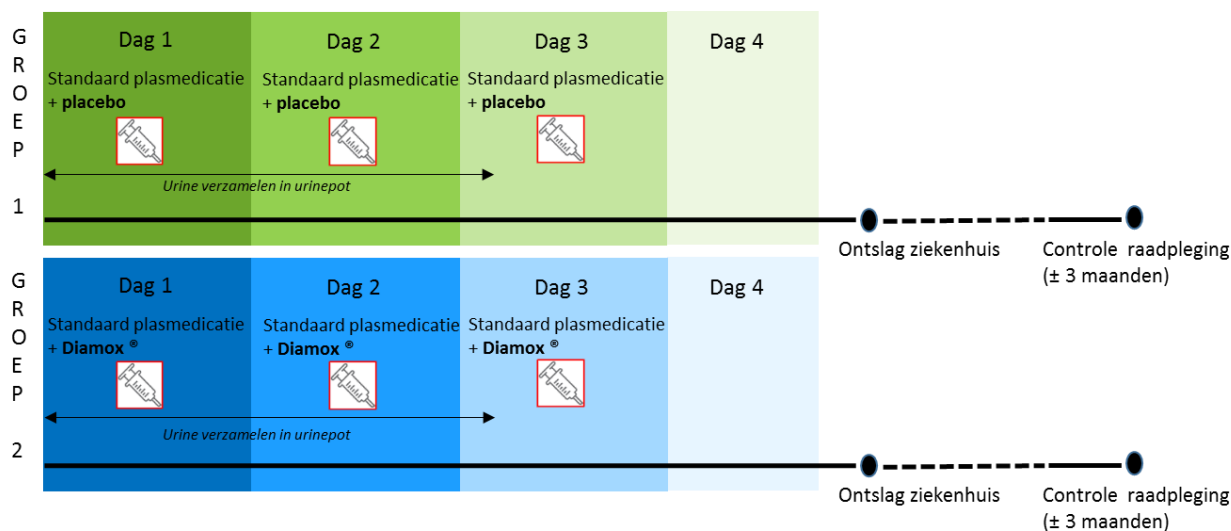 GROEP 1
Dag 1
Standaard plasmedicatie
+ placebo
Dag 2
Standaard plasmedicatie
+ placebo
Dag 3
Standaard plasmedicatie
+ placebo
Dag 4
Urine verzamelen in urinepot
Ontslag ziekenhuis
Controle raadpleging
(± 3 maanden)
GROEP 2
Dag 1
Standaard plasmedicatie
+ Diamox ®
Dag 2
Standaard plasmedicatie
+ Diamox ®
Dag 3
Standaard plasmedicatie
+ Diamox ®
Dag 4
Urine verzamelen in urinepot
Ontslag ziekenhuis
Controle raadpleging
(± 3 maanden)